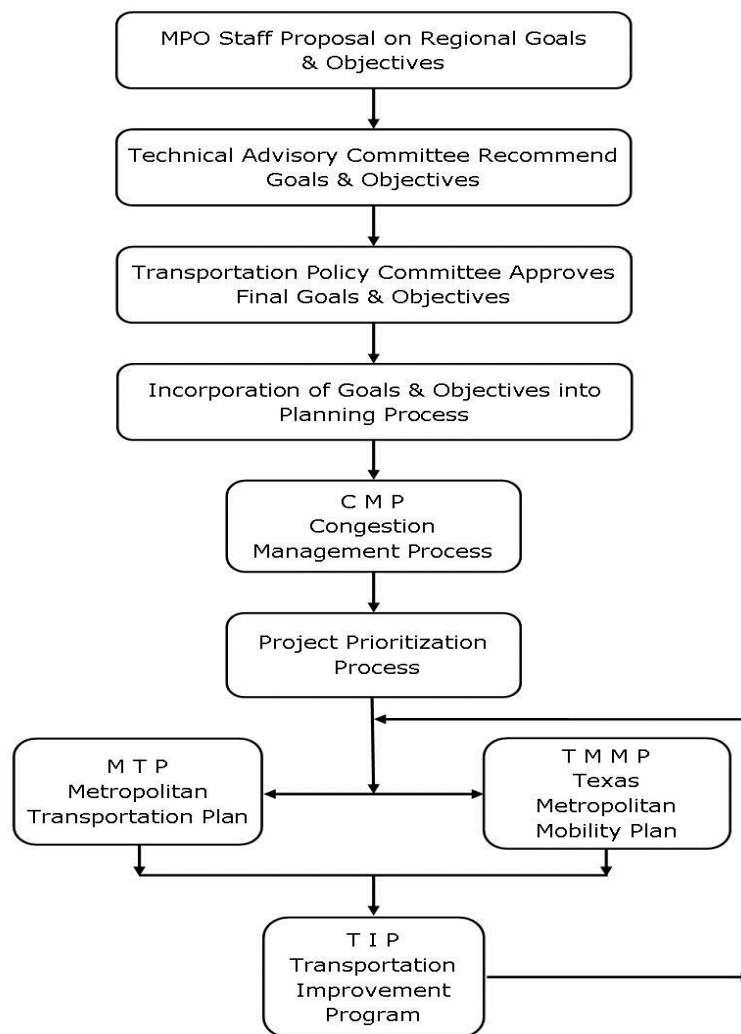 MPO Staff Proposal on Regional Goals
& Objectives
Technical Advisory Committee Recommend
Goals & Objectives
Transportation Policy Committee Approves
Final Goals & Objectives
Incorporation of Goals & Objectives into
Planning Process
C M P
Congestion
Management Process
Project Prioritization
Process
M T P
Metropolitan
Transportation Plan
T M M P
Texas
Metropolitan
Mobility Plan
T I P
Transportation
Improvement
Program